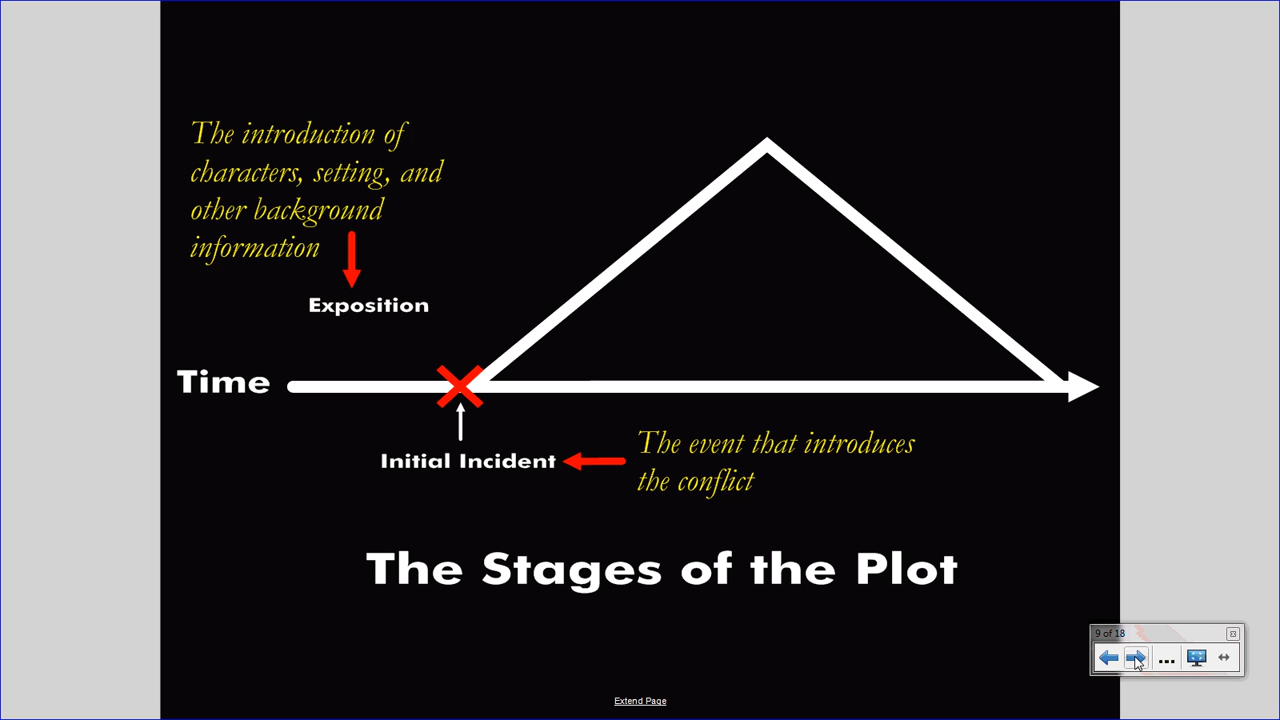 The introduction of
characters, setting, and
other background
information
Exposition
Time
Initial Incident
The event that introduces
the conflict
The Stages of the Plot
9 of 18
...
Extend Page